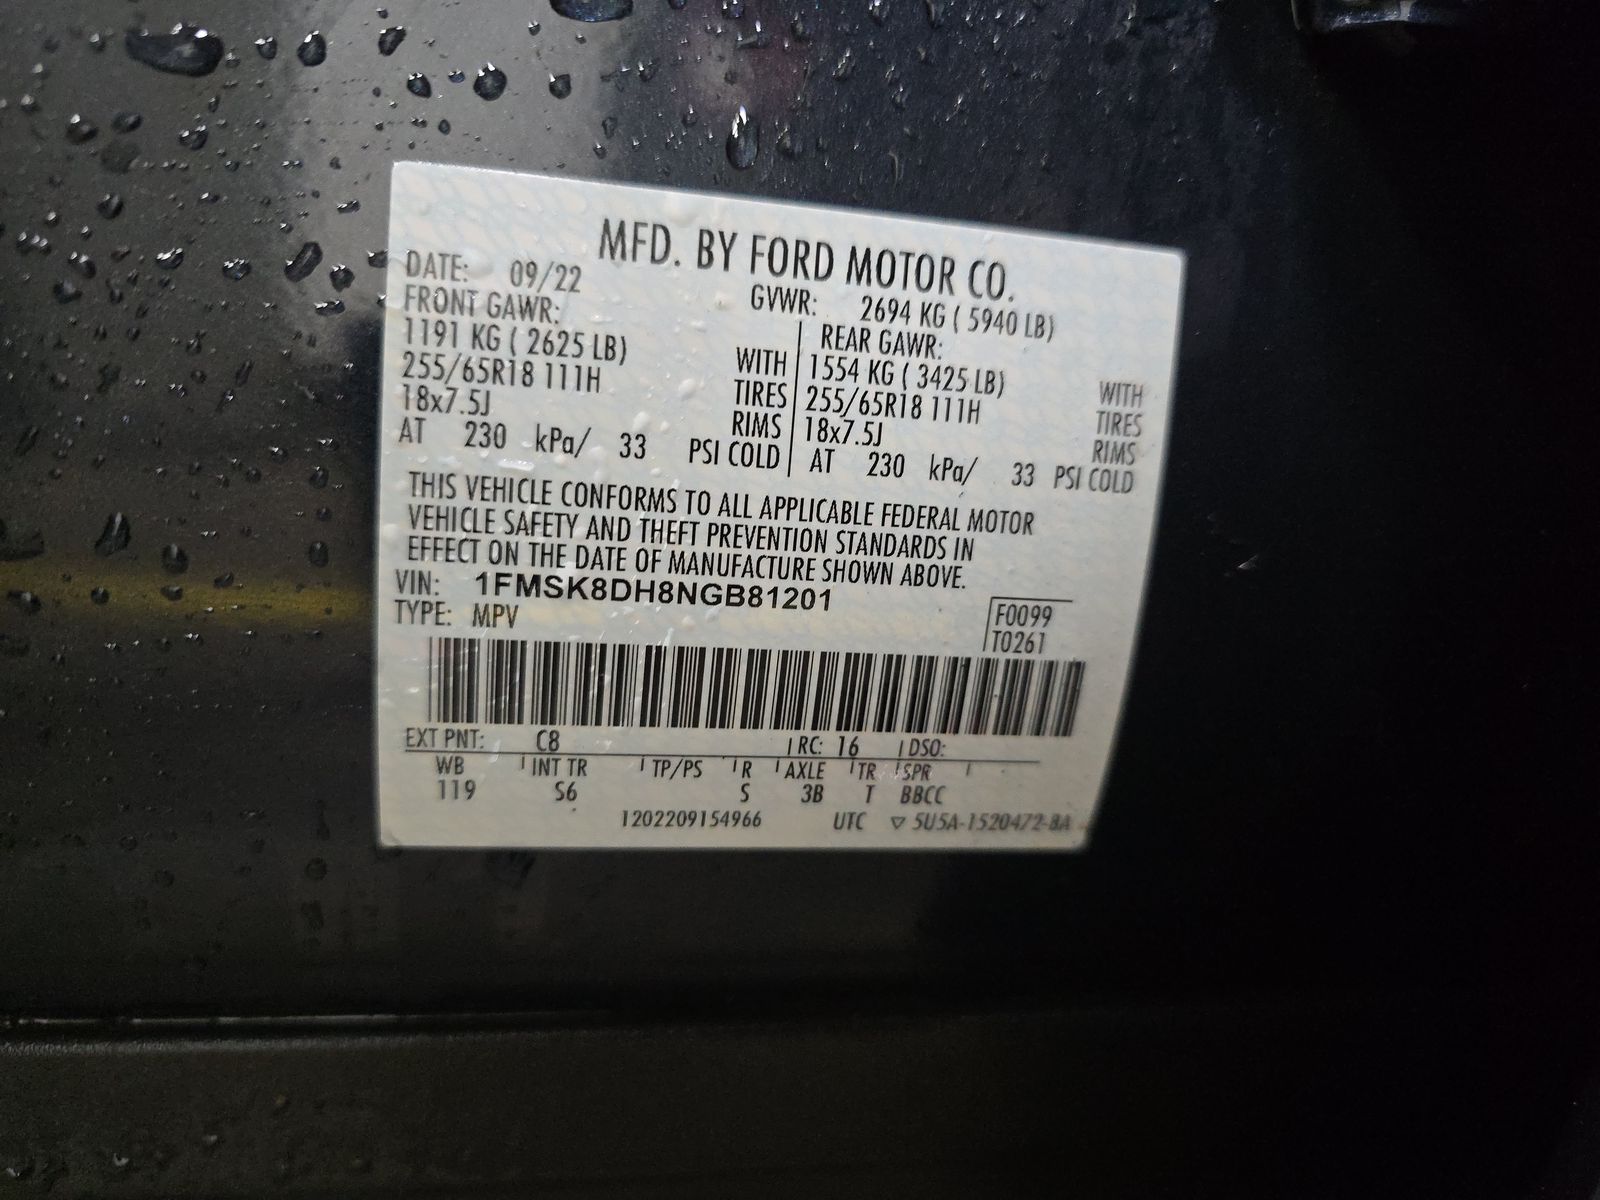 MFD. BY FORD MOTOR CO.
DATE: 09/22 GVWR: 2694 KG ( 5940 LB)
FRONT GAWR: REAR GAWR:
1191 KG ( 2625 LB) WITH 1554 KG ( 3425 LB) WITH
255/65R18 111H TIRES 255/65R18 111H TIRES
18x7.5J RIMS 18x7.5J RIMS
AT 230 kPa/ 33 PSI COLD AT 230 kPa/ 33 PSI COLD
THIS VEHICLE CONFORMS TO ALL APPLICABLE FEDERAL MOTOR
VEHICLE SAFETY AND THEFT PREVENTION STANDARDS IN
EFFECT ON THE DATE OF MANUFACTURE SHOWN ABOVE.
VIN: 1FMSK8DH8NGB81201
TYPE: MPV
F0099
T0261
EXT PNT: C8 RC: 16 DSO:
WB INT TR TP/PS R AXLE TR SPR
119 S6 S 3B T BBCC
1202209154966 UTC ▽ 5U5A-1520472-8A